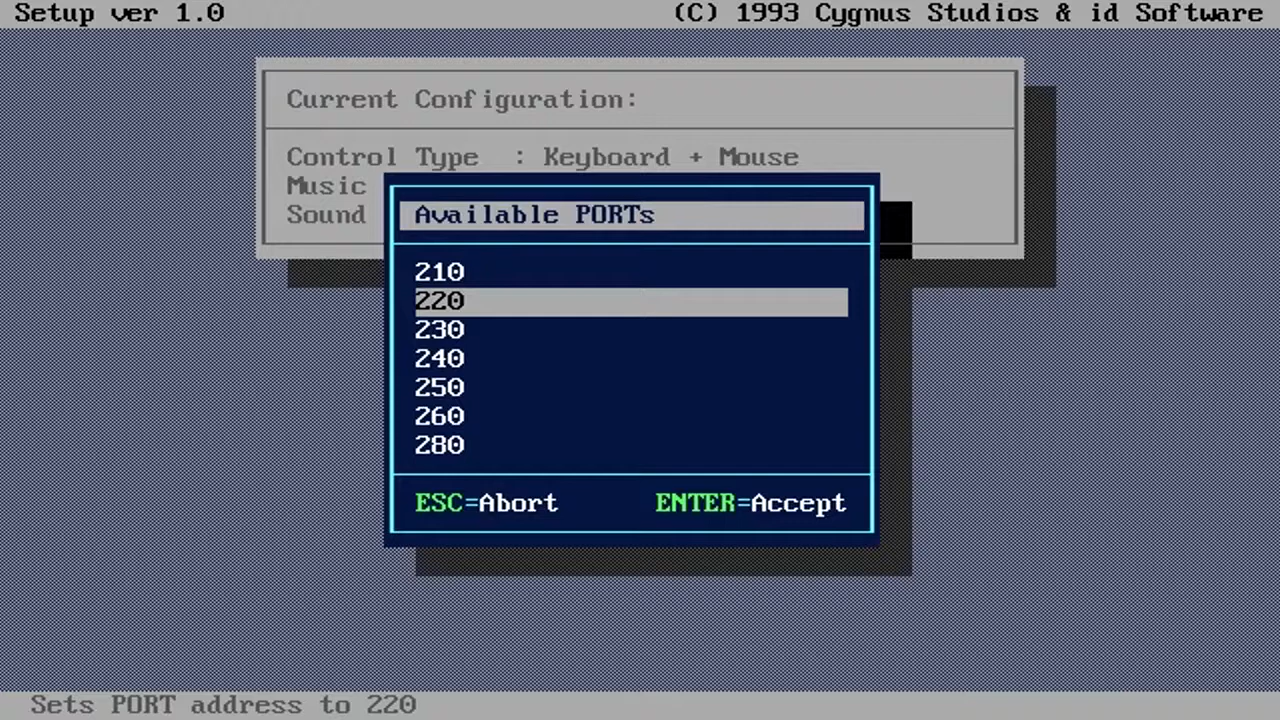 Setup ver 1.0 (C) 1993 Cygnus Studios & id Software
Current Configuration:
Control Type : Keyboard + Mouse
Music
Sound
Available PORTs
210
220
230
240
250
260
280
ESC=Abort ENTER=Accept
Sets PORT address to 220